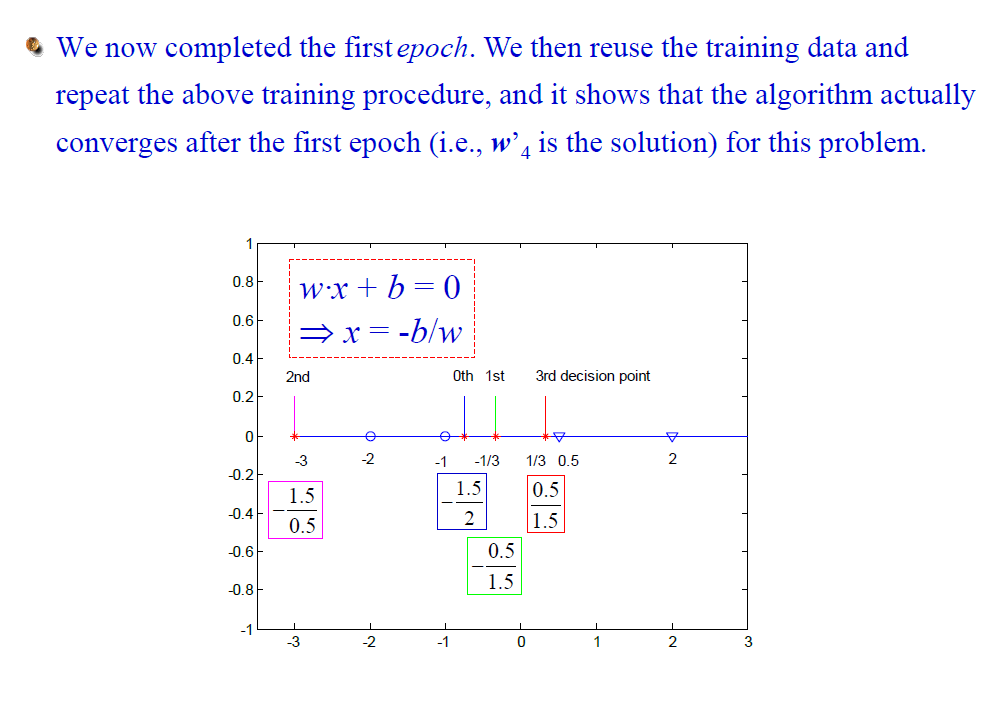 We now completed the first epoch. We then reuse the training data and
repeat the above training procedure, and it shows that the algorithm actually
converges after the first epoch (i.e., w’4 is the solution) for this problem.
1
0.8
w·x + b = 0
0.6
⇒ x = -b/w
0.4
2nd 0th 1st 3rd decision point
0.2
0
-3 -2 -1 -1/3 1/3 0.5 2
-0.2
-1.5/0.5 -1.5/2 0.5/1.5
-0.4
-0.6
-0.5/1.5
-0.8
-1
-3 -2 -1 0 1 2 3